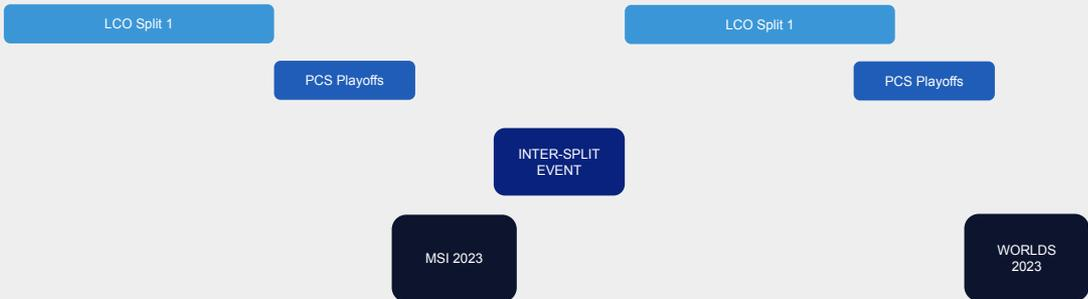 LCO Split 1
LCO Split 1
PCS Playoffs
PCS Playoffs
INTER-SPLIT
EVENT
MSI 2023
WORLDS
2023